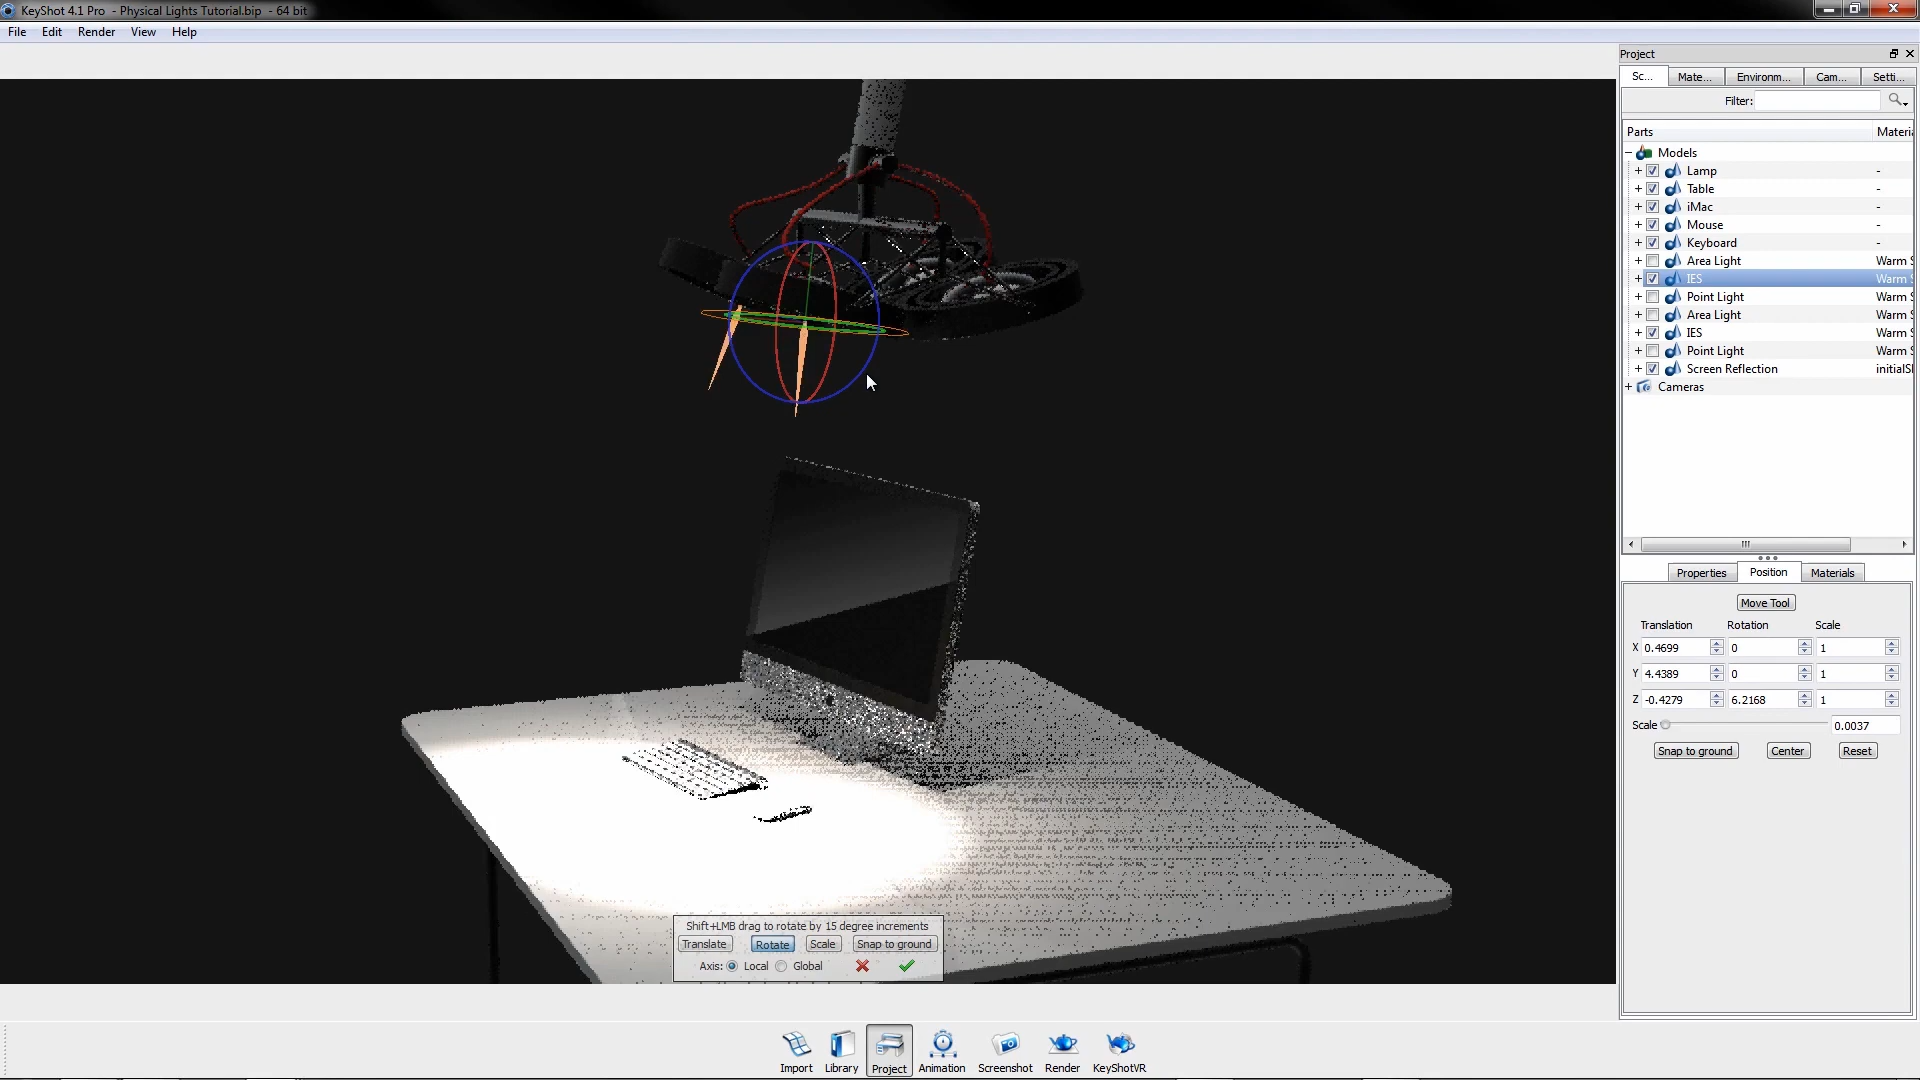 KeyShot 4.1 Pro - Physical Lights Tutorial.bip - 64 bit
File Edit Render View Help
Project
Sc... Mate... Environm... Cam... Setti...
Filter:
Parts Materi
Models
Lamp -
Table -
iMac -
Mouse -
Keyboard -
Area Light Warm S
IES Warm S
Point Light Warm S
Area Light Warm S
IES Warm S
Point Light Warm S
Screen Reflection initialSl
Cameras
Properties Position Materials
Move Tool
Translation Rotation Scale
X 0.4699 0 1
Y 4.4389 0 1
Z -0.4279 6.2168 1
Scale 0.0037
Snap to ground Center Reset
Shift+LMB drag to rotate by 15 degree increments
Translate Rotate Scale Snap to ground
Axis: Local Global
Import Library Project Animation Screenshot Render KeyShotVR